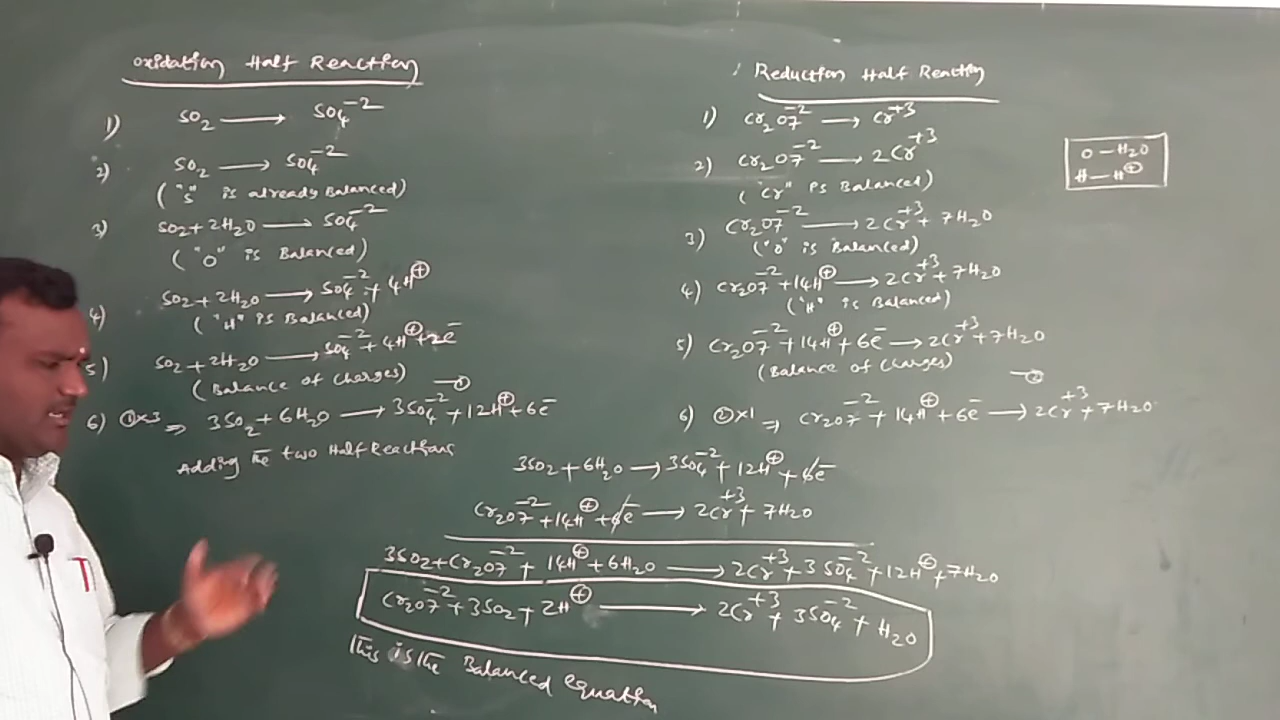 Oxidation Half Reaction
1) SO₂ ⟶ SO₄⁻²
2) SO₂ ⟶ SO₄⁻²
("S" is already Balanced)
3) SO₂ + 2H₂O ⟶ SO₄⁻²
("O" is Balanced)
4) SO₂ + 2H₂O ⟶ SO₄⁻² + 4H⊕
("H" is Balanced)
5) SO₂ + 2H₂O ⟶ SO₄⁻² + 4H⊕ + 2e⁻
(Balance of charges) ⟶①
6) ①×3 ⇒ 3SO₂ + 6H₂O ⟶ 3SO₄⁻² + 12H⊕ + 6e⁻
Adding the two Half Reactions
Reduction Half Reaction
1) Cr₂O₇⁻² ⟶ Cr⁺³
2) Cr₂O₇⁻² ⟶ 2Cr⁺³
("Cr" is Balanced)
3) Cr₂O₇⁻² ⟶ 2Cr⁺³ + 7H₂O
("O" is Balanced)
4) Cr₂O₇⁻² + 14H⊕ ⟶ 2Cr⁺³ + 7H₂O
("H" is Balanced)
5) Cr₂O₇⁻² + 14H⊕ + 6e⁻ ⟶ 2Cr⁺³ + 7H₂O
(Balance of charges) ⟶②
6) ②×1 ⇒ Cr₂O₇⁻² + 14H⊕ + 6e⁻ ⟶ 2Cr⁺³ + 7H₂O
O — H₂O
H — H⊕
3SO₂ + 6H₂O ⟶ 3SO₄⁻² + 12H⊕ + 6e⁻
Cr₂O₇⁻² + 14H⊕ + 6e⁻ ⟶ 2Cr⁺³ + 7H₂O
3SO₂ + Cr₂O₇⁻² + 14H⊕ + 6H₂O ⟶ 2Cr⁺³ + 3SO₄⁻² + 12H⊕ + 7H₂O
Cr₂O₇⁻² + 3SO₂ + 2H⊕ ⟶ 2Cr⁺³ + 3SO₄⁻² + H₂O
This is the Balanced equation